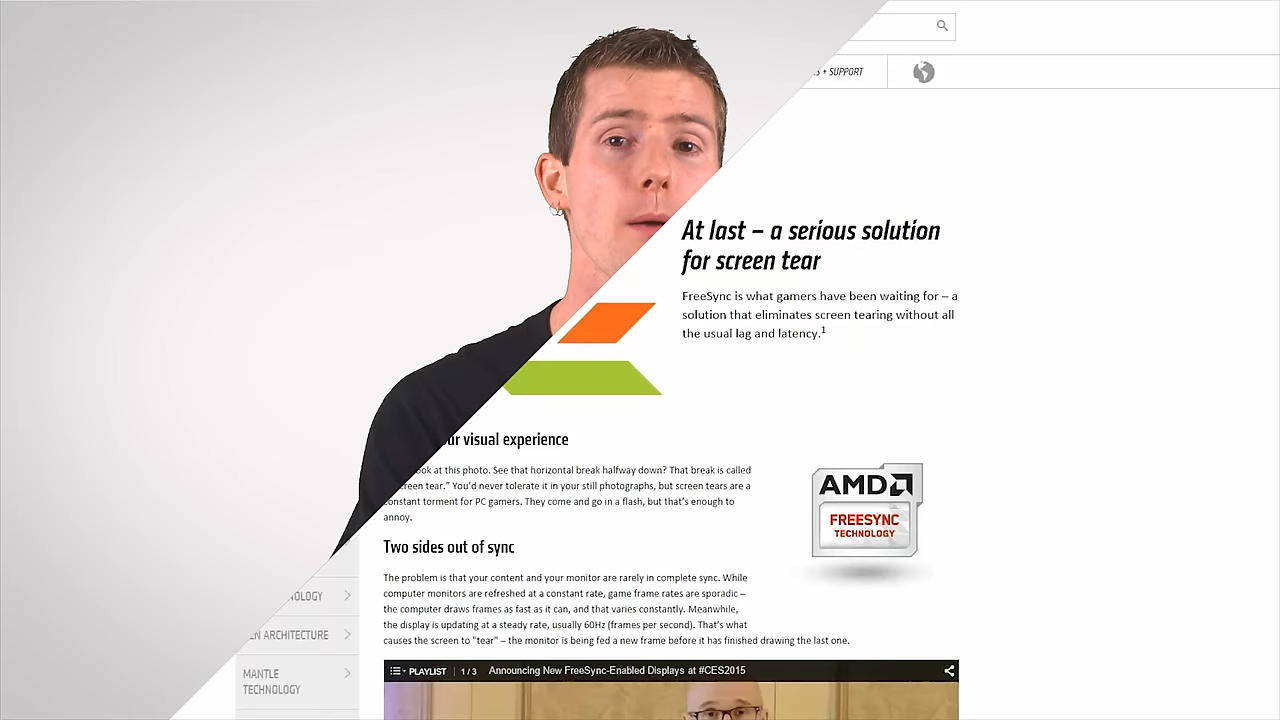 + SUPPORT
At last – a serious solution
for screen tear
FreeSync is what gamers have been waiting for – a
solution that eliminates screen tearing without all
the usual lag and latency.1
visual experience
at this photo. See that horizontal break halfway down? That break is called
tear.” You’d never tolerate it in your still photographs, but screen tears are a
constant torment for PC gamers. They come and go in a flash, but that’s enough to
annoy.
AMD
FREESYNC
TECHNOLOGY
Two sides out of sync
The problem is that your content and your monitor are rarely in complete sync. While
computer monitors are refreshed at a constant rate, game frame rates are sporadic –
the computer draws frames as fast as it can, and that varies constantly. Meanwhile,
the display is updating at a steady rate, usually 60Hz (frames per second). That’s what
causes the screen to "tear" – the monitor is being fed a new frame before it has finished drawing the last one.
ARCHITECTURE
MANTLE
TECHNOLOGY
PLAYLIST 1/3 Announcing New FreeSync-Enabled Displays at #CES2015